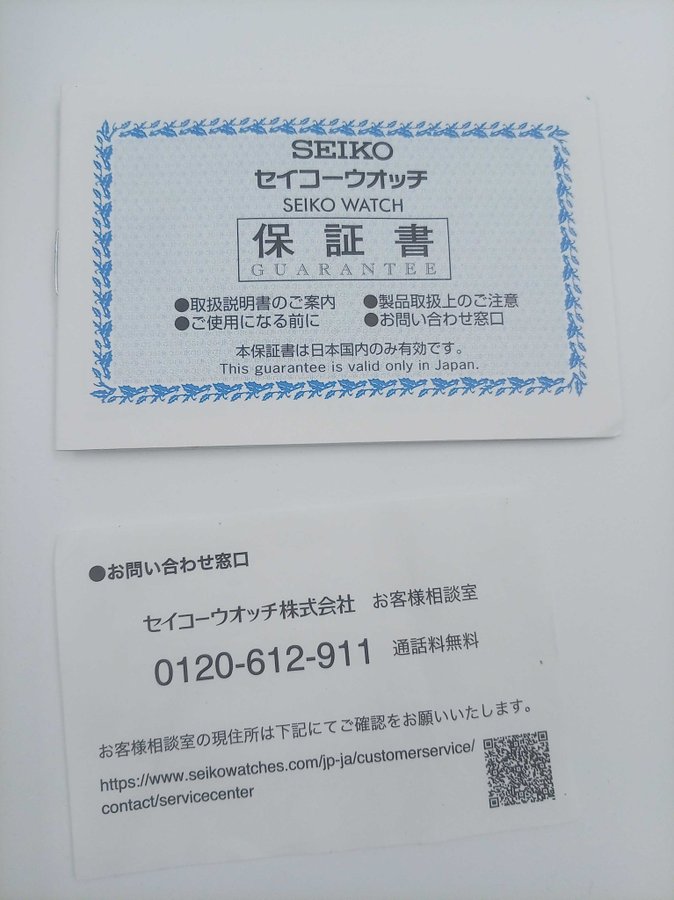 SEIKO
セイコーウオッチ
SEIKO WATCH
保証書
GUARANTEE
●取扱説明書のご案内 ●製品取扱上のご注意
●ご使用になる前に ●お問い合わせ窓口
本保証書は日本国内のみ有効です。
This guarantee is valid only in Japan.
●お問い合わせ窓口
セイコーウオッチ株式会社 お客様相談室
0120-612-911 通話料無料
お客様相談室の現住所は下記にてご確認をお願いいたします。
https://www.seikowatches.com/jp-ja/customerservice/
contact/servicecenter